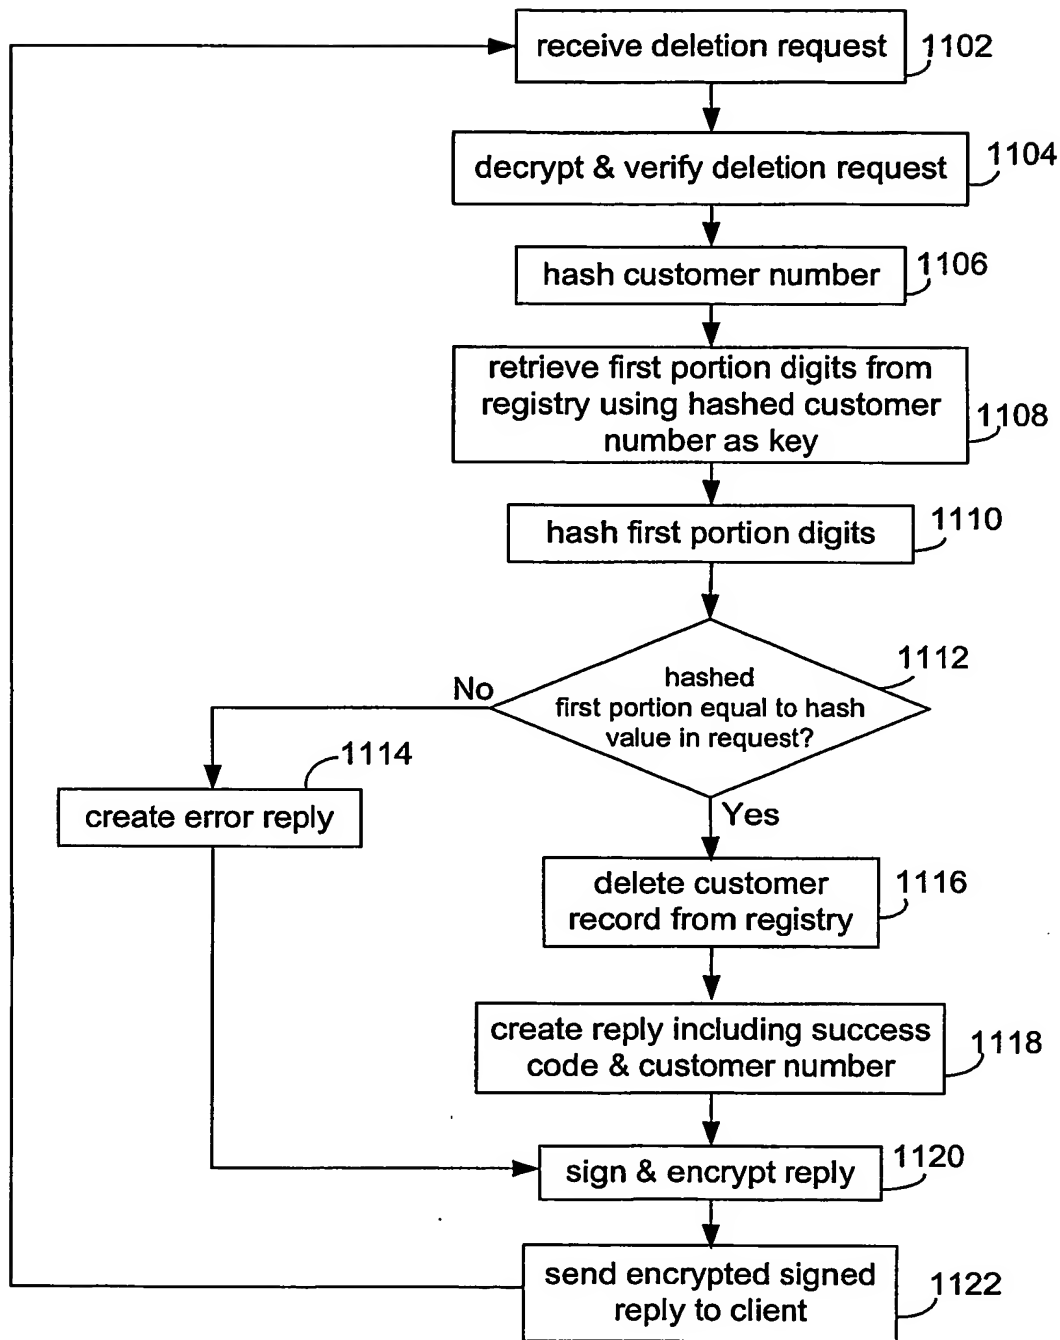 receive deletion request
1102
decrypt & verify deletion request
1104
hash customer number
1106
retrieve first portion digits from
registry using hashed customer
number as key
1108
hash first portion digits
1110
hashed
first portion equal to hash
value in request?
1112
No
1114
create error reply
Yes
delete customer
record from registry
1116
create reply including success
code & customer number
1118
sign & encrypt reply
1120
send encrypted signed
reply to client
1122